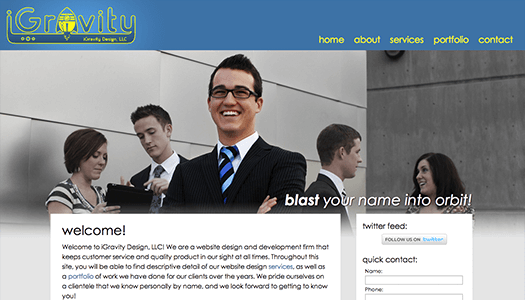 iGravity
iGravity Design, LLC
home about services portfolio contact
blast your name into orbit!
welcome!
Welcome to iGravity Design, LLC! We are a website design and development firm that
keeps customer service and quality product in our sight at all times. Throughout this
site, you will be able to find descriptive detail of our website design services, as well as
a portfolio of work we have done for our clients over the years. We pride ourselves on
a clientele that we know personally by name, and we look forward to getting to know
you!
twitter feed:
FOLLOW US ON twitter
quick contact:
Name:
Phone: